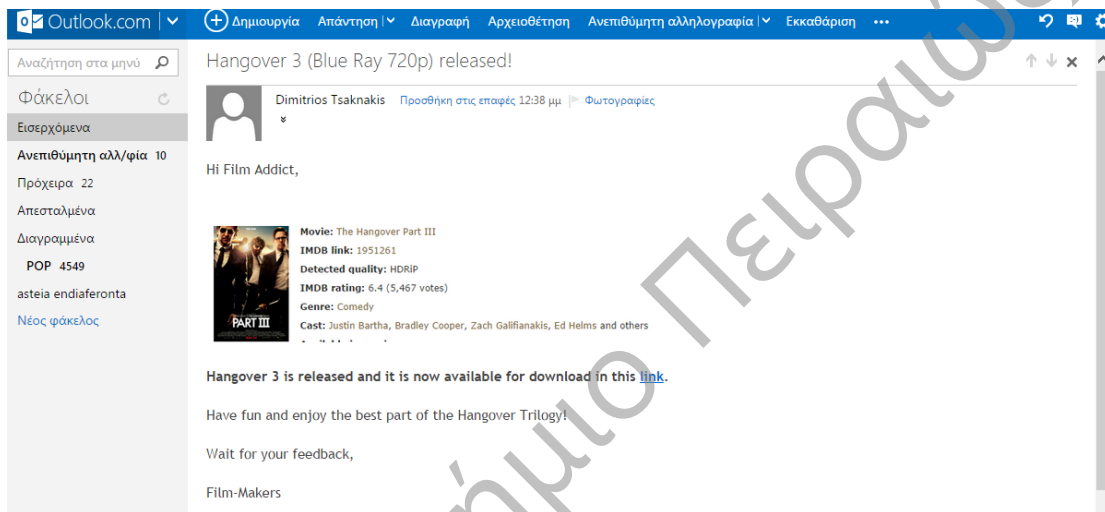 Outlook.com
Δημιουργία Απάντηση Διαγραφή Αρχειοθέτηση Ανεπιθύμητη αλληλογραφία Εκκαθάριση •••
Αναζήτηση στα μηνύ
Hangover 3 (Blue Ray 720p) released!
Φάκελοι
Dimitrios Tsaknakis Προσθήκη στις επαφές 12:38 μμ Φωτογραφίες
Εισερχόμενα
Ανεπιθύμητη αλλ/φία 10
Πρόχειρα 22
Απεσταλμένα
Διαγραμμένα
POP 4549
asteia endiaferonta
Νέος φάκελος
Hi Film Addict,
PART III
Movie: The Hangover Part III
IMDB link: 1951261
Detected quality: HDRiP
IMDB rating: 6.4 (5,467 votes)
Genre: Comedy
Cast: Justin Bartha, Bradley Cooper, Zach Galifianakis, Ed Helms and others
Hangover 3 is released and it is now available for download in this link.
Have fun and enjoy the best part of the Hangover Trilogy!
Wait for your feedback,
Film-Makers